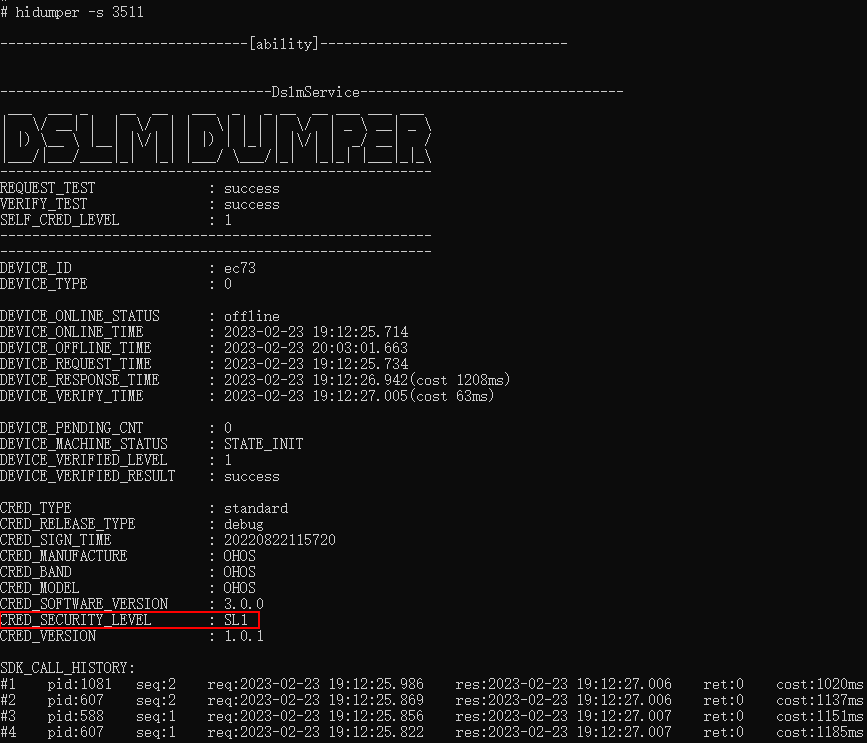 # hidumper -s 3511
-------------------------------[ability]-------------------------------
----------------------------------DslmService---------------------------------
DSLM DUMPER
------------------------------------------------------
REQUEST_TEST : success
VERIFY_TEST : success
SELF_CRED_LEVEL : 1
------------------------------------------------------
------------------------------------------------------
DEVICE_ID : ec73
DEVICE_TYPE : 0
DEVICE_ONLINE_STATUS : offline
DEVICE_ONLINE_TIME : 2023-02-23 19:12:25.714
DEVICE_OFFLINE_TIME : 2023-02-23 20:03:01.663
DEVICE_REQUEST_TIME : 2023-02-23 19:12:25.734
DEVICE_RESPONSE_TIME : 2023-02-23 19:12:26.942(cost 1208ms)
DEVICE_VERIFY_TIME : 2023-02-23 19:12:27.005(cost 63ms)
DEVICE_PENDING_CNT : 0
DEVICE_MACHINE_STATUS : STATE_INIT
DEVICE_VERIFIED_LEVEL : 1
DEVICE_VERIFIED_RESULT : success
CRED_TYPE : standard
CRED_RELEASE_TYPE : debug
CRED_SIGN_TIME : 20220822115720
CRED_MANUFACTURE : OHOS
CRED_BAND : OHOS
CRED_MODEL : OHOS
CRED_SOFTWARE_VERSION : 3.0.0
CRED_SECURITY_LEVEL : SL1
CRED_VERSION : 1.0.1
SDK_CALL_HISTORY:
#1 pid:1081 seq:2 req:2023-02-23 19:12:25.986 res:2023-02-23 19:12:27.006 ret:0 cost:1020ms
#2 pid:607 seq:2 req:2023-02-23 19:12:25.869 res:2023-02-23 19:12:27.006 ret:0 cost:1137ms
#3 pid:588 seq:1 req:2023-02-23 19:12:25.856 res:2023-02-23 19:12:27.007 ret:0 cost:1151ms
#4 pid:607 seq:1 req:2023-02-23 19:12:25.822 res:2023-02-23 19:12:27.007 ret:0 cost:1185ms